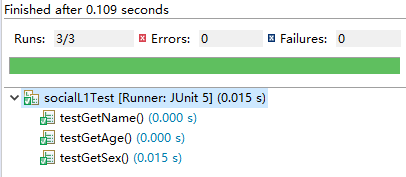 Finished after 0.109 seconds
Runs: 3/3 Errors: 0 Failures: 0
socialL1Test [Runner: JUnit 5] (0.015 s)
testGetName() (0.000 s)
testGetAge() (0.000 s)
testGetSex() (0.015 s)